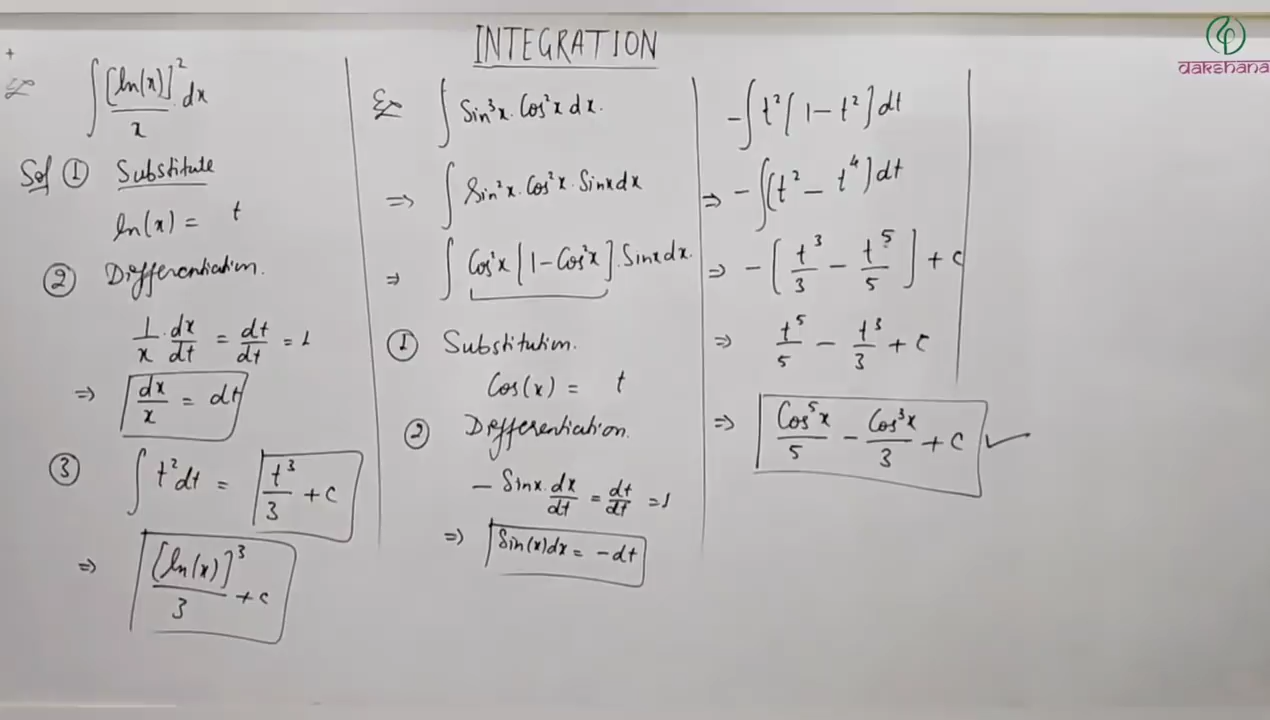 INTEGRATION
dakshana
Ex ∫ [ln(x)]² / x . dx
Sol ① Substitute
ln(x) = t
② Differentiation.
1/x . dx/dt = dt/dt = 1
⇒ dx/x = dt
③ ∫ t² dt = t³/3 + c
⇒ [ln(x)]³/3 + c
Ex ∫ Sin³x . Cos²x dx.
⇒ ∫ Sin²x . Cos²x . Sinx dx
⇒ ∫ Cos²x [1 - Cos²x] . Sinx dx.
① Substitution.
Cos(x) = t
② Differentiation.
- Sinx . dx/dt = dt/dt = 1
⇒ Sin(x) dx = - dt
- ∫ t² [1 - t²] dt
⇒ - ∫ (t² - t⁴) dt
⇒ - [t³/3 - t⁵/5] + c
⇒ t⁵/5 - t³/3 + c
⇒ Cos⁵x/5 - Cos³x/3 + c ✓